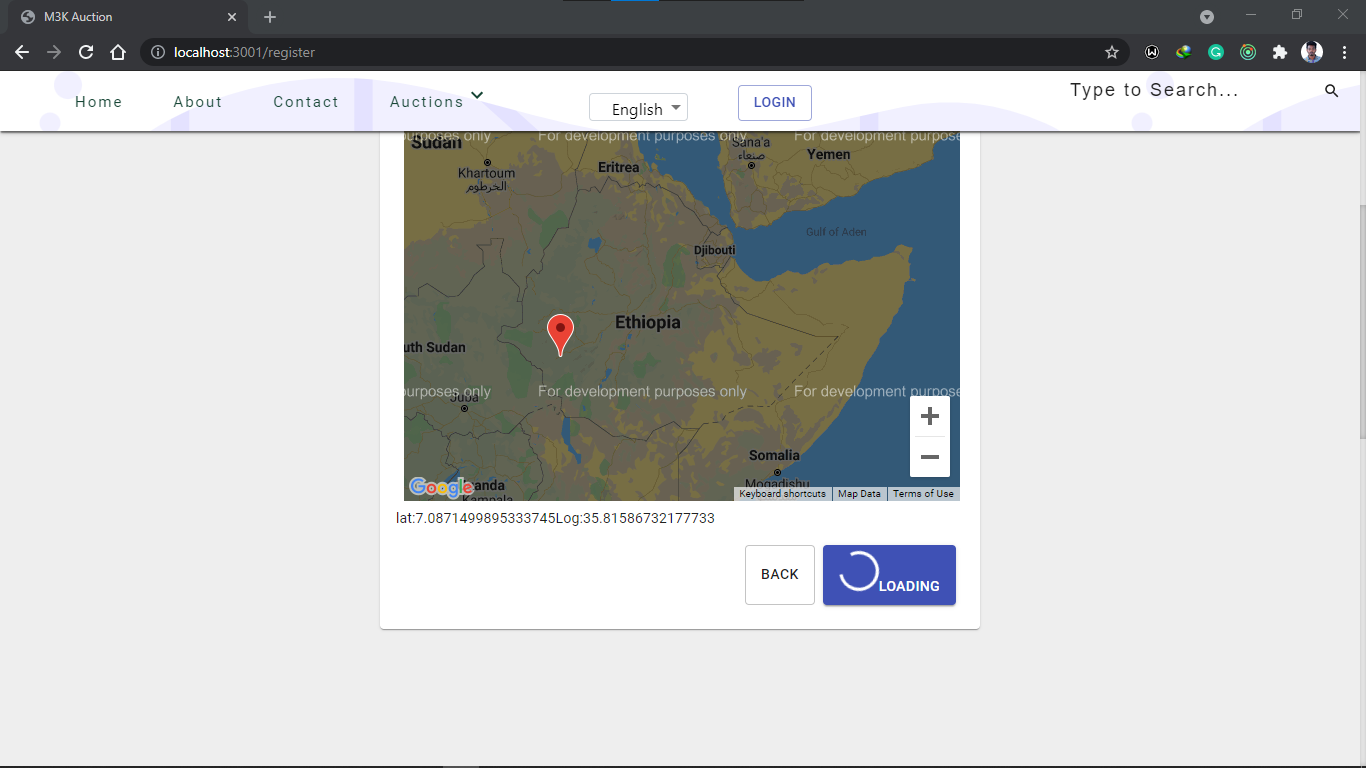 M3K Auction
localhost:3001/register
Home About Contact Auctions English LOGIN Type to Search...
urposes only For development purposes only For development purpose
Sudan
Sana'a
صنعاء
Yemen
Khartoum
الخرطوم
Eritrea
Gulf of Aden
Djibouti
Ethiopia
uth Sudan
urposes only For development purposes only For development purpose
Juba
Somalia
Mogadishu
Google
anda
Kampala
Keyboard shortcuts Map Data Terms of Use
lat:7.0871499895333745Log:35.81586732177733
BACK LOADING